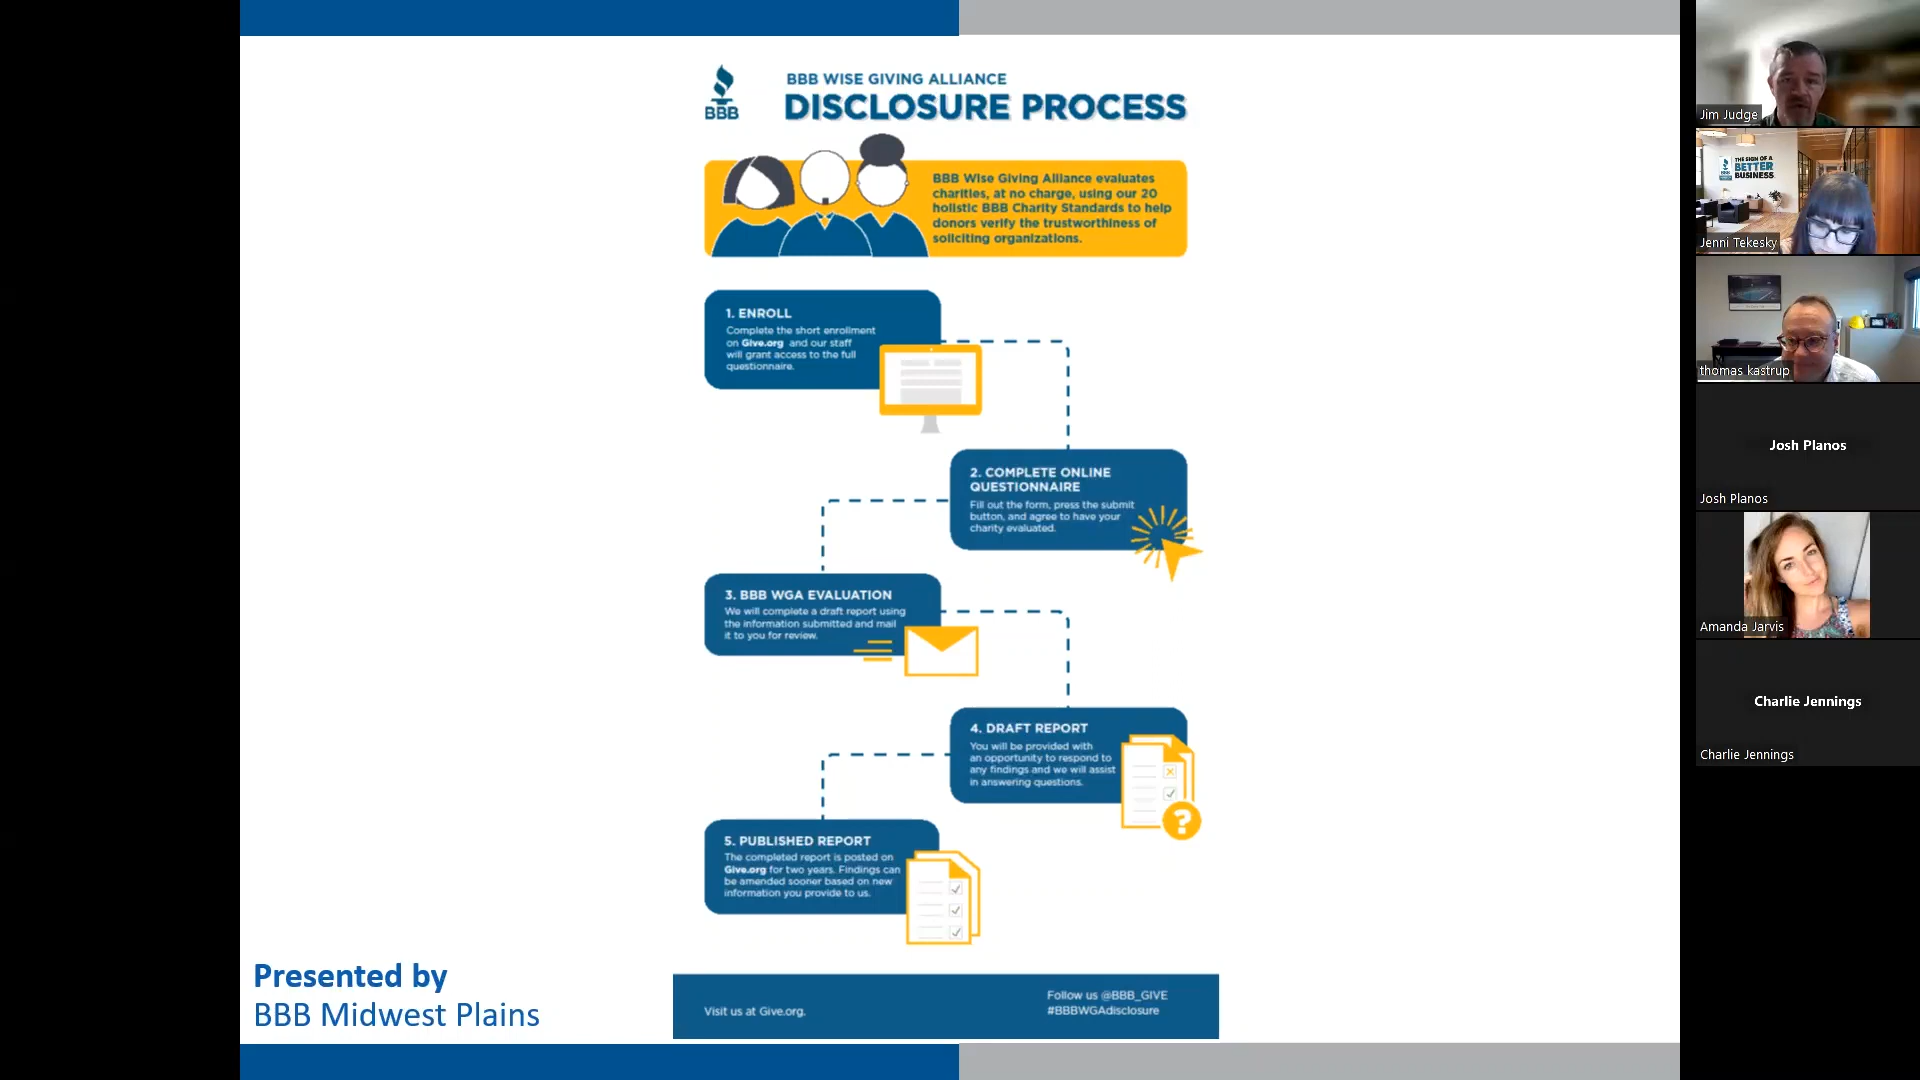 BBB WISE GIVING ALLIANCE
DISCLOSURE PROCESS
BBB
BBB Wise Giving Alliance evaluates
charities, at no charge, using our 20
holistic BBB Charity Standards to help
donors verify the trustworthiness of
soliciting organizations.
1. ENROLL
Complete the short enrollment
on Give.org and our staff
will grant access to the full
questionnaire.
2. COMPLETE ONLINE
QUESTIONNAIRE
Fill out the form, press the submit
button, and agree to have your
charity evaluated.
3. BBB WGA EVALUATION
We will complete a draft report using
the information submitted and mail
it to you for review.
4. DRAFT REPORT
You will be provided with
an opportunity to respond to
any findings and we will assist
in answering questions.
?
5. PUBLISHED REPORT
The completed report is posted on
Give.org for two years. Findings can
be amended sooner based on new
information you provide to us.
Presented by
BBB Midwest Plains
Visit us at Give.org.
Follow us @BBB_GIVE
#BBBWGAdisclosure
Jim Judge
THE SIGN OF A
BETTER
BUSINESS
Jenni Tekesky
thomas kastrup
Josh Planos
Josh Planos
Amanda Jarvis
Charlie Jennings
Charlie Jennings